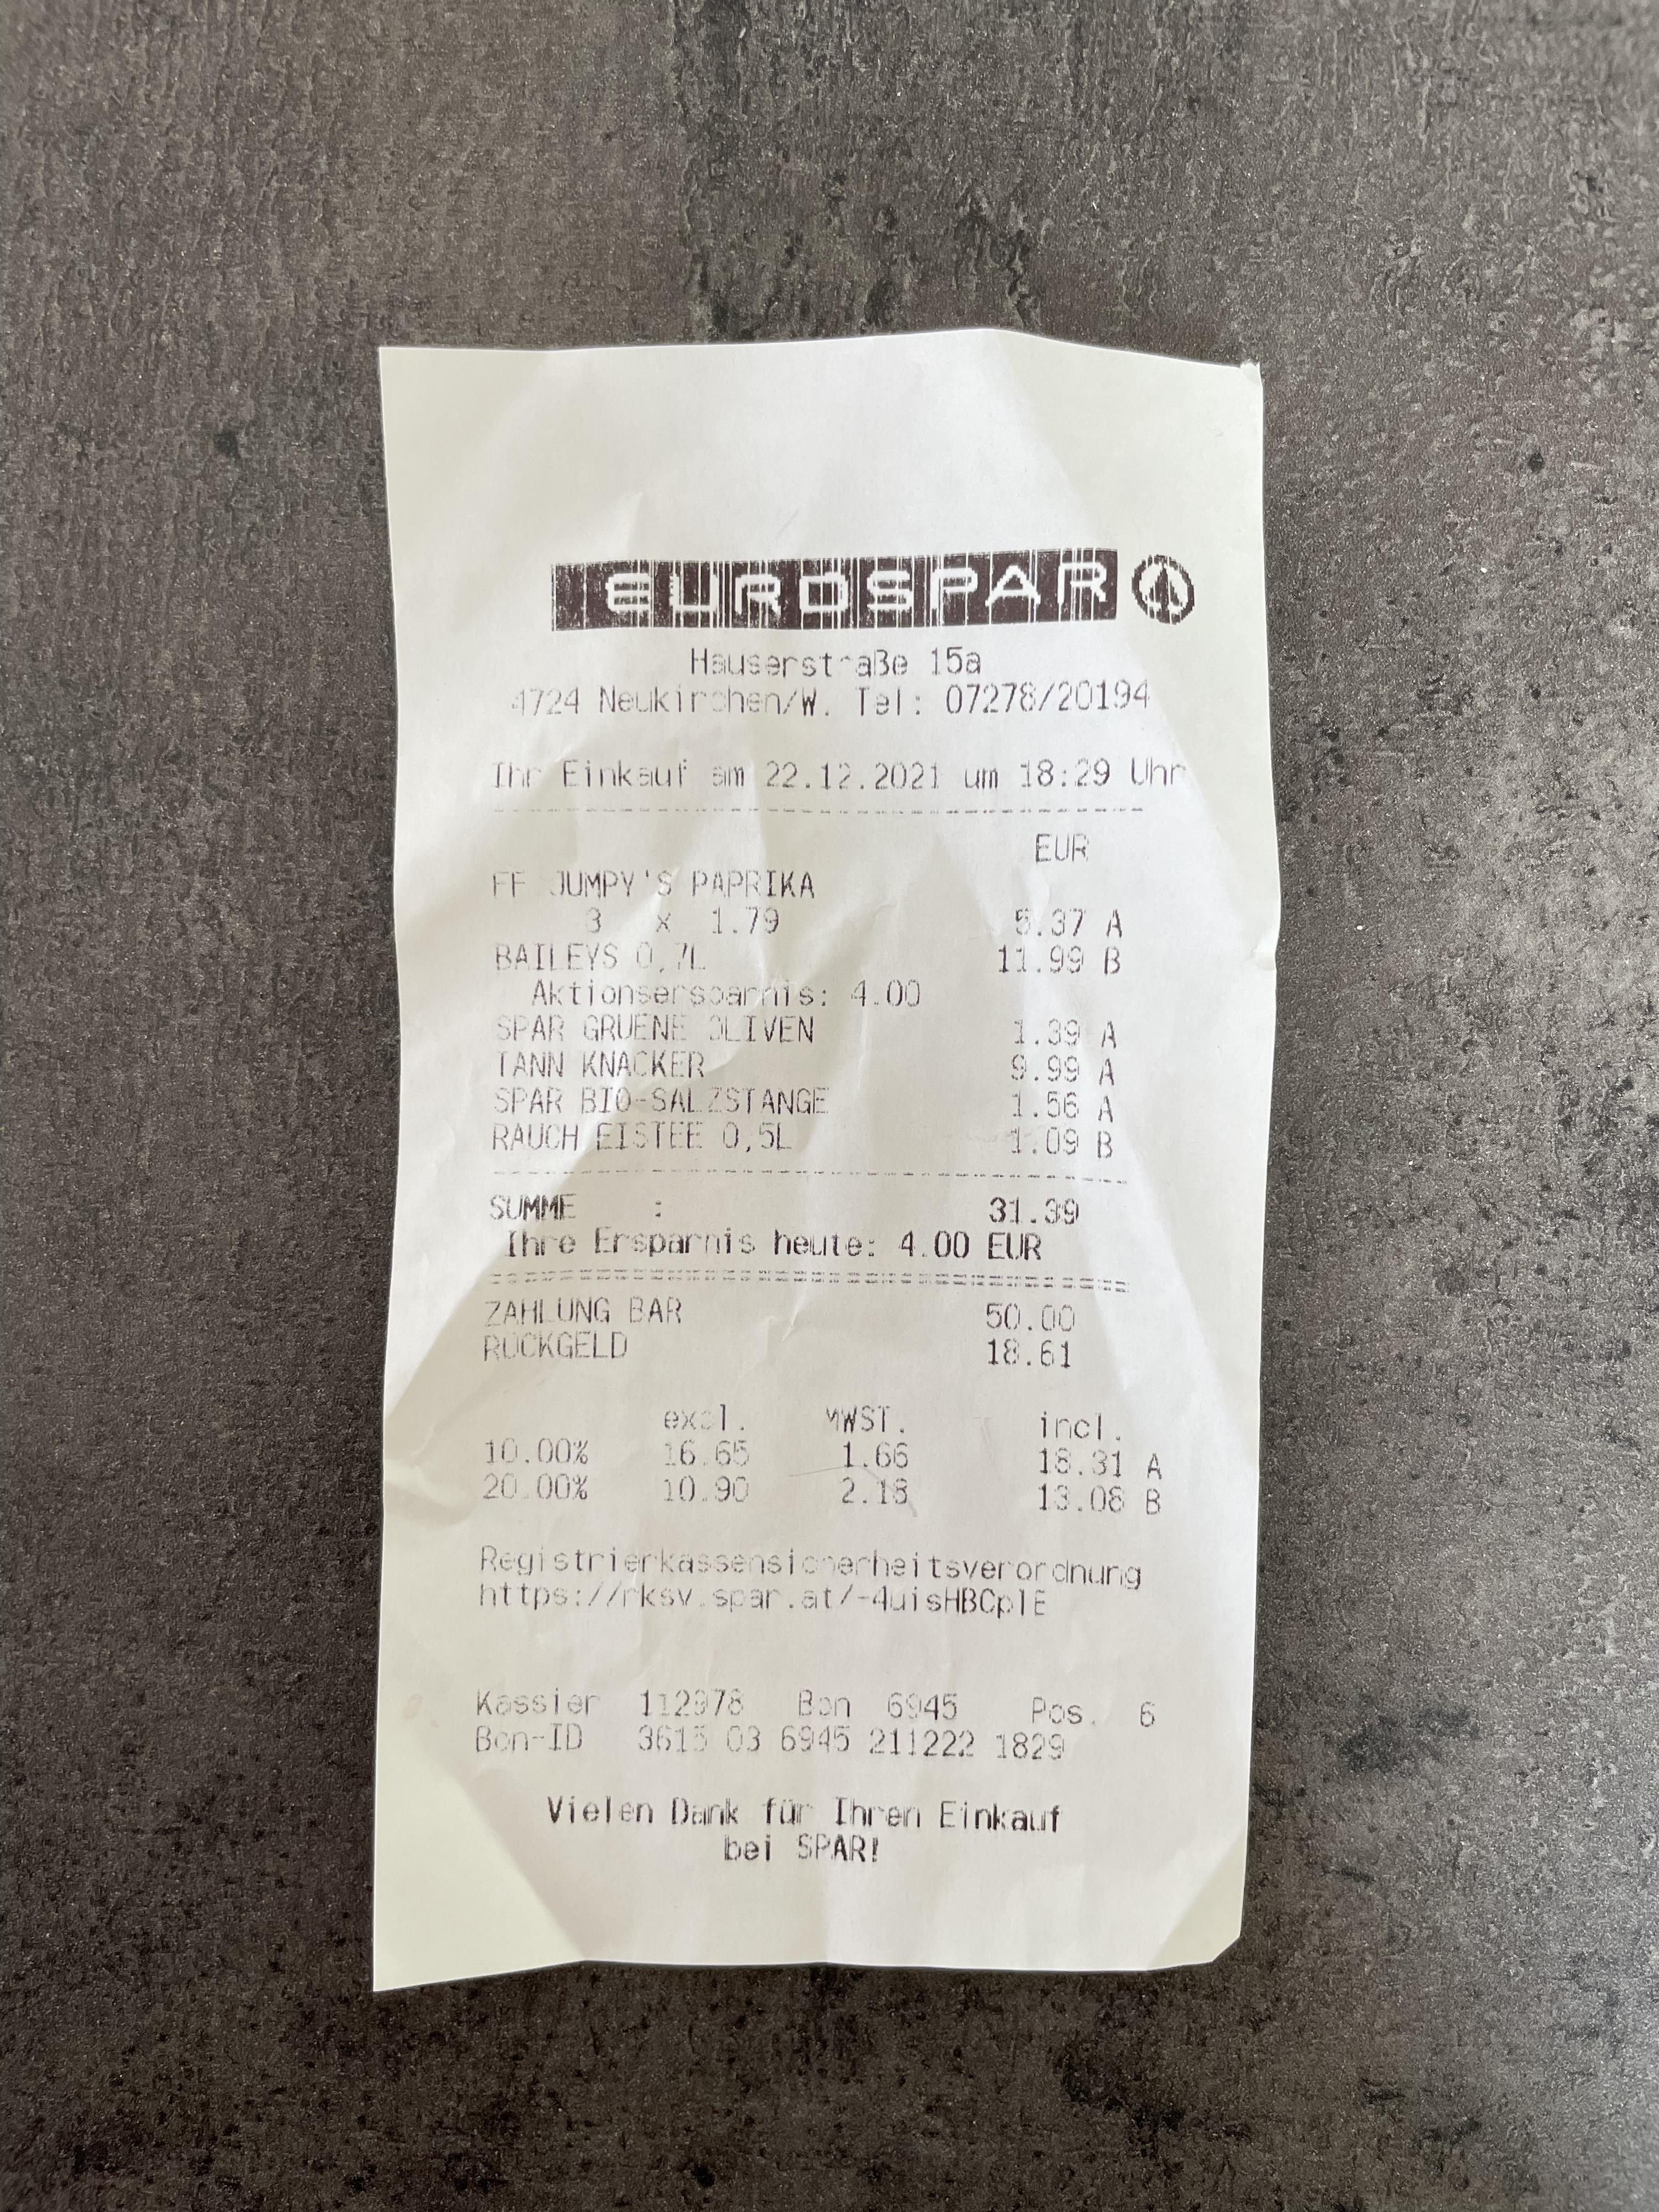 EUROSPAR
Hauserstraße 15a
4724 Neukirchen/W. Tel: 07278/20194
Ihr Einkauf am 22.12.2021 um 18:29 Uhr
EUR
FF JUMPY'S PAPRIKA
3 x 1.79 5.37 A
BAILEYS 0,7L 11.99 B
Aktionsersparnis: 4.00
SPAR GRUENE OLIVEN 1.39 A
TANN KNACKER 9.99 A
SPAR BIO-SALZSTANGE 1.56 A
RAUCH EISTEE 0,5L 1.09 B
SUMME : 31.39
Ihre Ersparnis heute: 4.00 EUR
ZAHLUNG BAR 50.00
RÜCKGELD 18.61
excl. MWST. incl.
10.00% 16.65 1.66 18.31 A
20.00% 10.90 2.18 13.08 B
Registrierkassensicherheitsverordnung
https://rksv.spar.at/-4uisHBCplE
Kassier 112978 Bon 6945 Pos. 6
Bon-ID 3615 03 6945 211222 1829
Vielen Dank für Ihren Einkauf
bei SPAR!